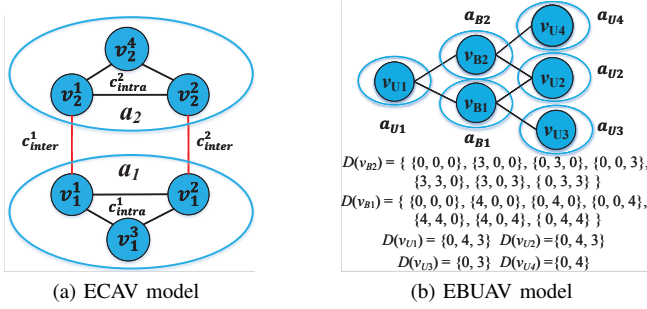 v_2^4
c_intra^2
v_2^1
v_2^2
a_2
c_inter^1
c_inter^2
a_1
v_1^1
v_1^2
c_intra^1
v_1^3
(a) ECAV model
a_B2
v_U4
a_U4
v_B2
v_U1
v_U2
a_U2
v_B1
a_U1
v_U3
a_B1
a_U3
D(v_B2) = { {0, 0, 0}, {3, 0, 0}, {0, 3, 0}, {0, 0, 3},
{3, 3, 0}, {3, 0, 3}, { 0, 3, 3} }
D(v_B1) = { {0, 0, 0}, {4, 0, 0}, {0, 4, 0}, {0, 0, 4},
{4, 4, 0}, {4, 0, 4}, {0, 4, 4} }
D(v_U1) = {0, 4, 3} D(v_U2) = {0, 4, 3}
D(v_U3) = {0, 3} D(v_U4) = {0, 4}
(b) EBUAV model